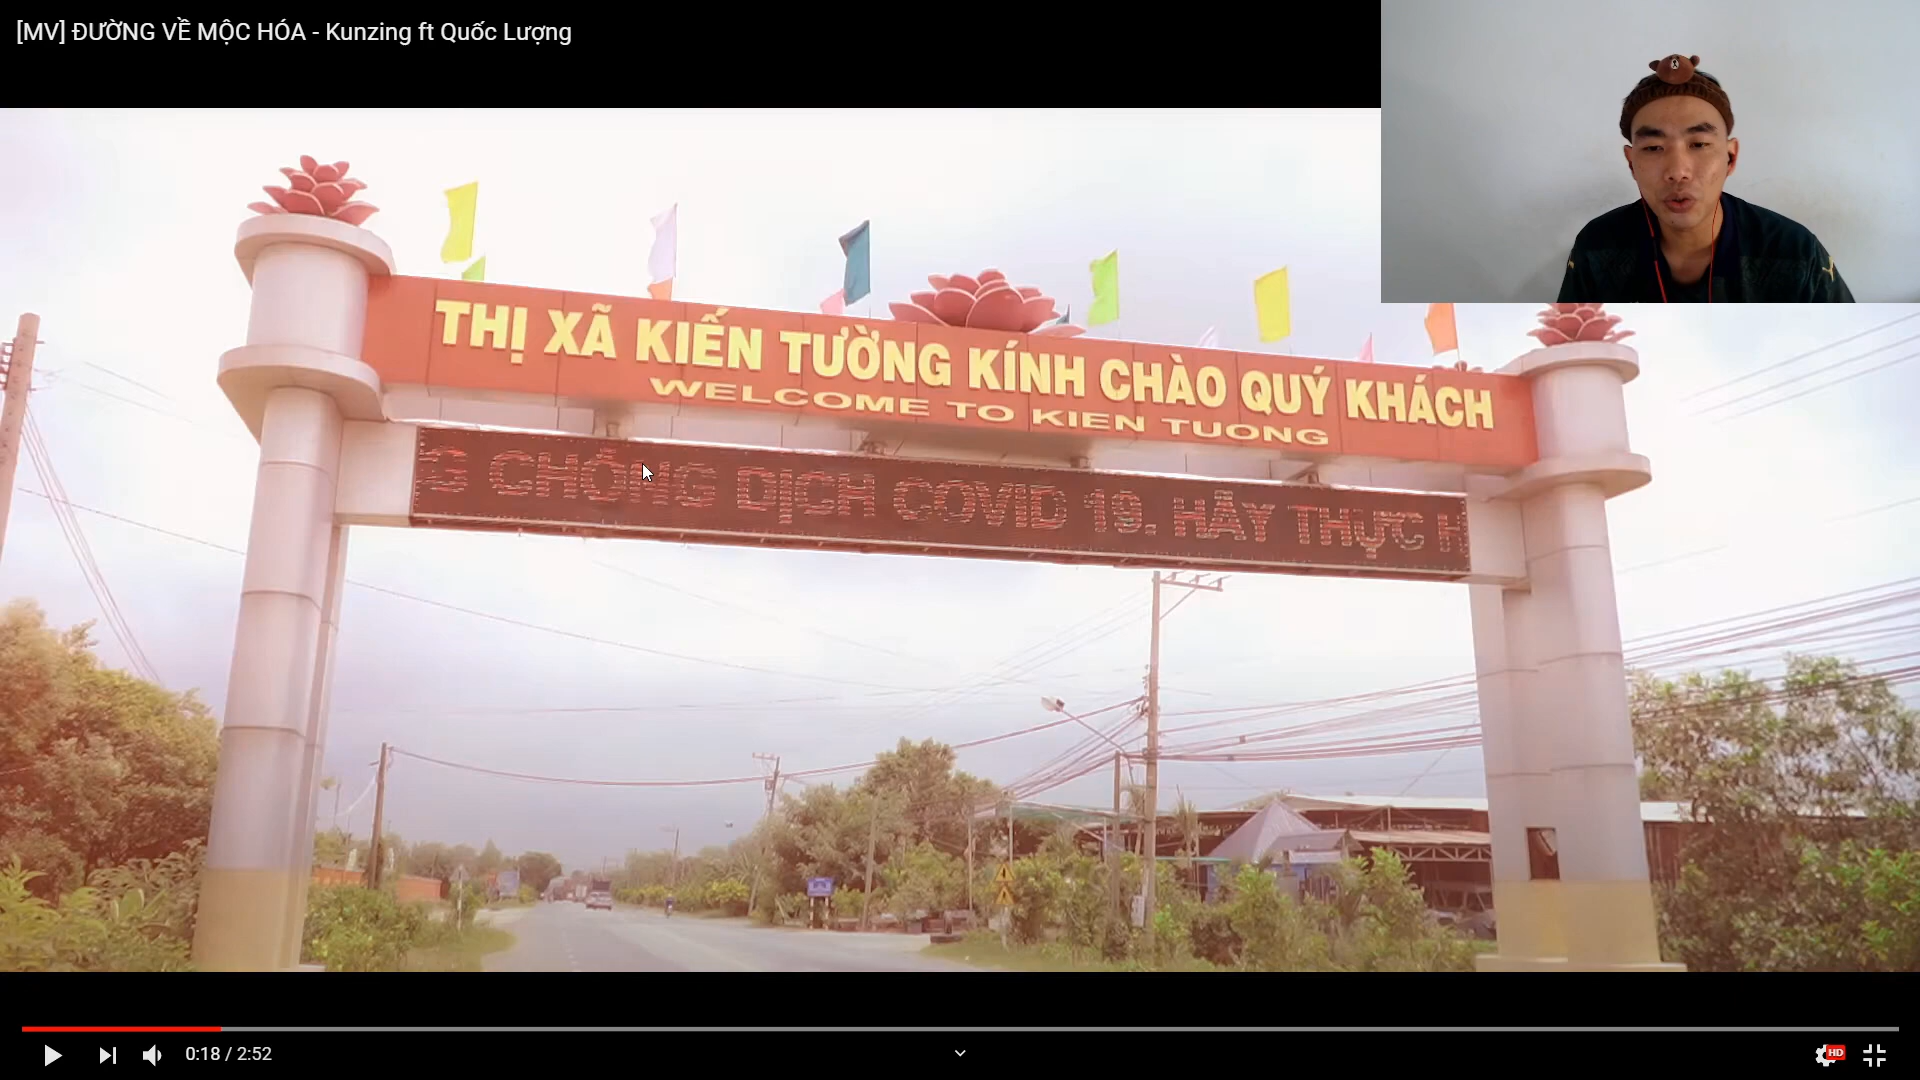 [MV] ĐƯỜNG VỀ MỘC HÓA - Kunzing ft Quốc Lượng
THỊ XÃ KIẾN TƯỜNG KÍNH CHÀO QUÝ KHÁCH
WELCOME TO KIEN TUONG
G CHỐNG DỊCH COVID 19. HÃY THỰC H
0:18 / 2:52
HD